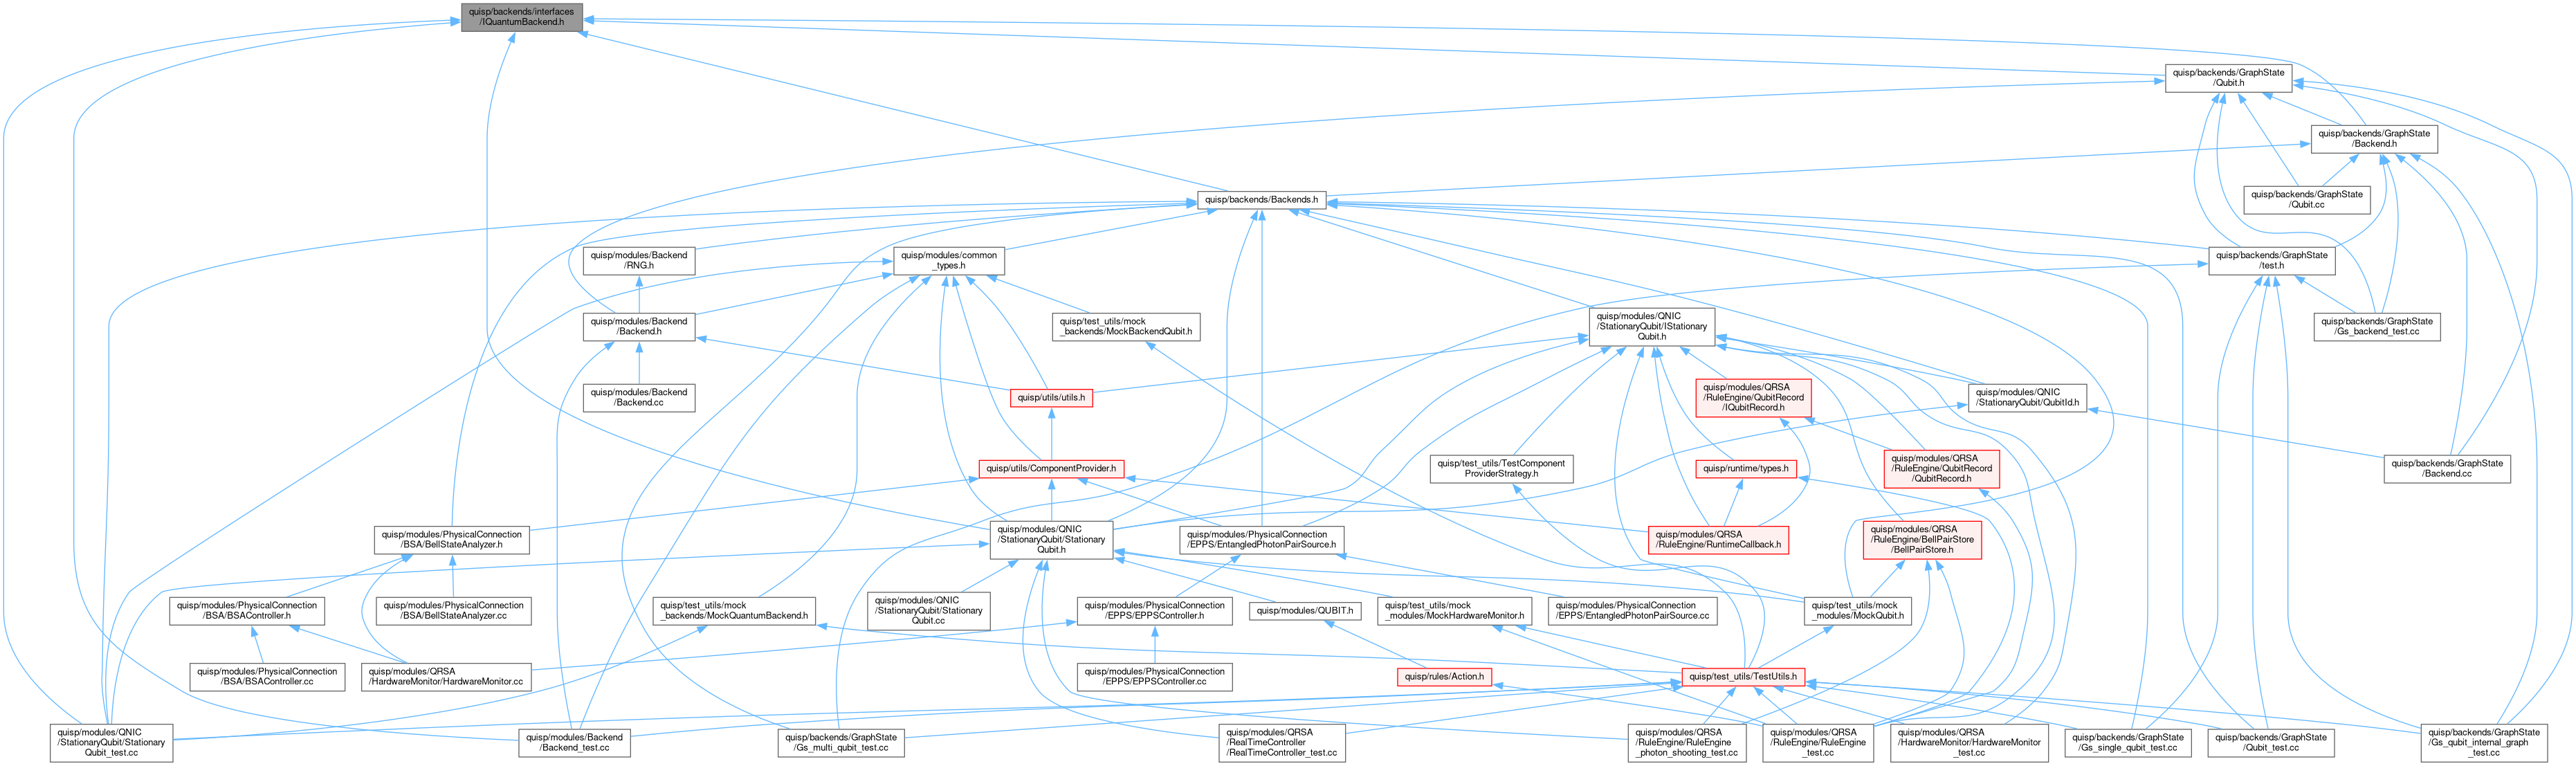 quisp/backends/interfaces
/IQuantumBackend.h
quisp/backends/GraphState
/Qubit.h
quisp/backends/GraphState
/Backend.h
quisp/backends/Backends.h
quisp/backends/GraphState
/Qubit.cc
quisp/modules/Backend
/RNG.h
quisp/modules/common
_types.h
quisp/backends/GraphState
/test.h
quisp/modules/Backend
/Backend.h
quisp/test_utils/mock
_backends/MockBackendQubit.h
quisp/modules/QNIC
/StationaryQubit/IStationary
Qubit.h
quisp/backends/GraphState
/Gs_backend_test.cc
quisp/modules/Backend
/Backend.cc
quisp/utils/utils.h
quisp/modules/QRSA
/RuleEngine/QubitRecord
/IQubitRecord.h
quisp/modules/QNIC
/StationaryQubit/QubitId.h
quisp/utils/ComponentProvider.h
quisp/test_utils/TestComponent
ProviderStrategy.h
quisp/runtime/types.h
quisp/modules/QRSA
/RuleEngine/QubitRecord
/QubitRecord.h
quisp/backends/GraphState
/Backend.cc
quisp/modules/PhysicalConnection
/BSA/BellStateAnalyzer.h
quisp/modules/QNIC
/StationaryQubit/Stationary
Qubit.h
quisp/modules/PhysicalConnection
/EPPS/EntangledPhotonPairSource.h
quisp/modules/QRSA
/RuleEngine/RuntimeCallback.h
quisp/modules/QRSA
/RuleEngine/BellPairStore
/BellPairStore.h
quisp/modules/PhysicalConnection
/BSA/BSAController.h
quisp/modules/PhysicalConnection
/BSA/BellStateAnalyzer.cc
quisp/test_utils/mock
_backends/MockQuantumBackend.h
quisp/modules/QNIC
/StationaryQubit/Stationary
Qubit.cc
quisp/modules/PhysicalConnection
/EPPS/EPPSController.h
quisp/modules/QUBIT.h
quisp/test_utils/mock
_modules/MockHardwareMonitor.h
quisp/modules/PhysicalConnection
/EPPS/EntangledPhotonPairSource.cc
quisp/test_utils/mock
_modules/MockQubit.h
quisp/modules/PhysicalConnection
/BSA/BSAController.cc
quisp/modules/QRSA
/HardwareMonitor/HardwareMonitor.cc
quisp/modules/PhysicalConnection
/EPPS/EPPSController.cc
quisp/rules/Action.h
quisp/test_utils/TestUtils.h
quisp/modules/QNIC
/StationaryQubit/Stationary
Qubit_test.cc
quisp/modules/Backend
/Backend_test.cc
quisp/backends/GraphState
/Gs_multi_qubit_test.cc
quisp/modules/QRSA
/RealTimeController
/RealTimeController_test.cc
quisp/modules/QRSA
/RuleEngine/RuleEngine
_photon_shooting_test.cc
quisp/modules/QRSA
/RuleEngine/RuleEngine
_test.cc
quisp/modules/QRSA
/HardwareMonitor/HardwareMonitor
_test.cc
quisp/backends/GraphState
/Gs_single_qubit_test.cc
quisp/backends/GraphState
/Qubit_test.cc
quisp/backends/GraphState
/Gs_qubit_internal_graph
_test.cc